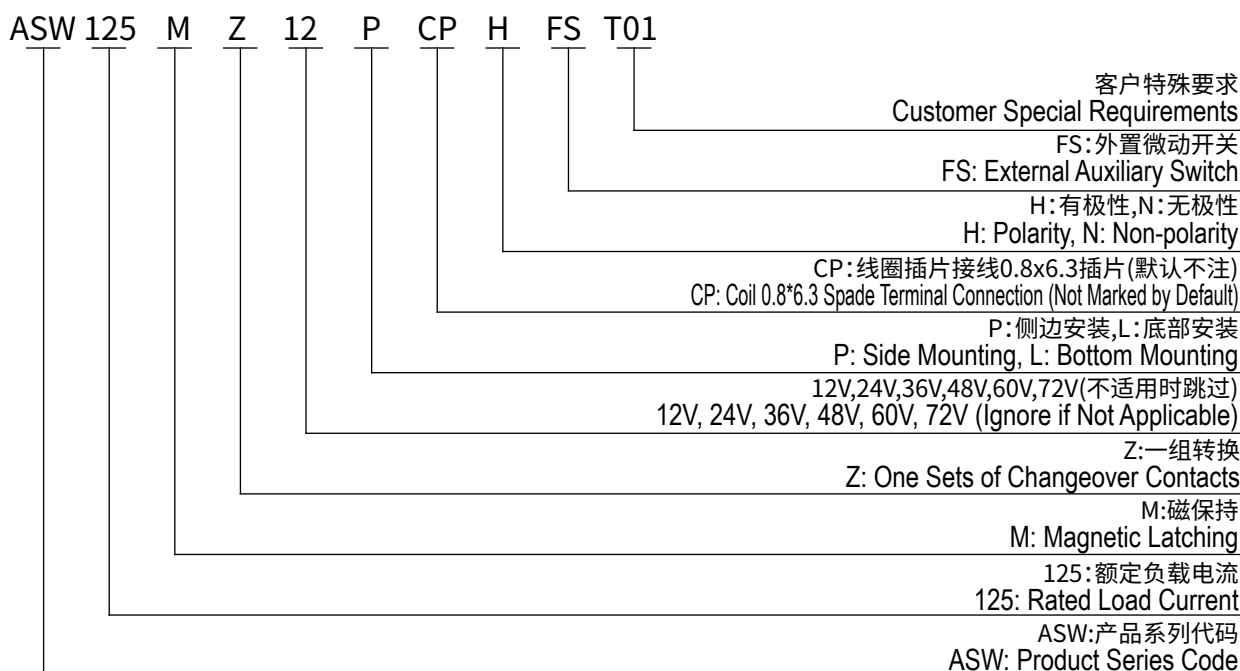 ASW 125 M Z 12 P CP H FS T01
客户特殊要求
Customer Special Requirements
FS:外置微动开关
FS: External Auxiliary Switch
H:有极性,N:无极性
H: Polarity, N: Non-polarity
CP:线圈插片接线0.8x6.3插片(默认不注)
CP: Coil 0.8*6.3 Spade Terminal Connection (Not Marked by Default)
P:侧边安装,L:底部安装
P: Side Mounting, L: Bottom Mounting
12V,24V,36V,48V,60V,72V(不适用时跳过)
12V, 24V, 36V, 48V, 60V, 72V (Ignore if Not Applicable)
Z:一组转换
Z: One Sets of Changeover Contacts
M:磁保持
M: Magnetic Latching
125:额定负载电流
125: Rated Load Current
ASW:产品系列代码
ASW: Product Series Code